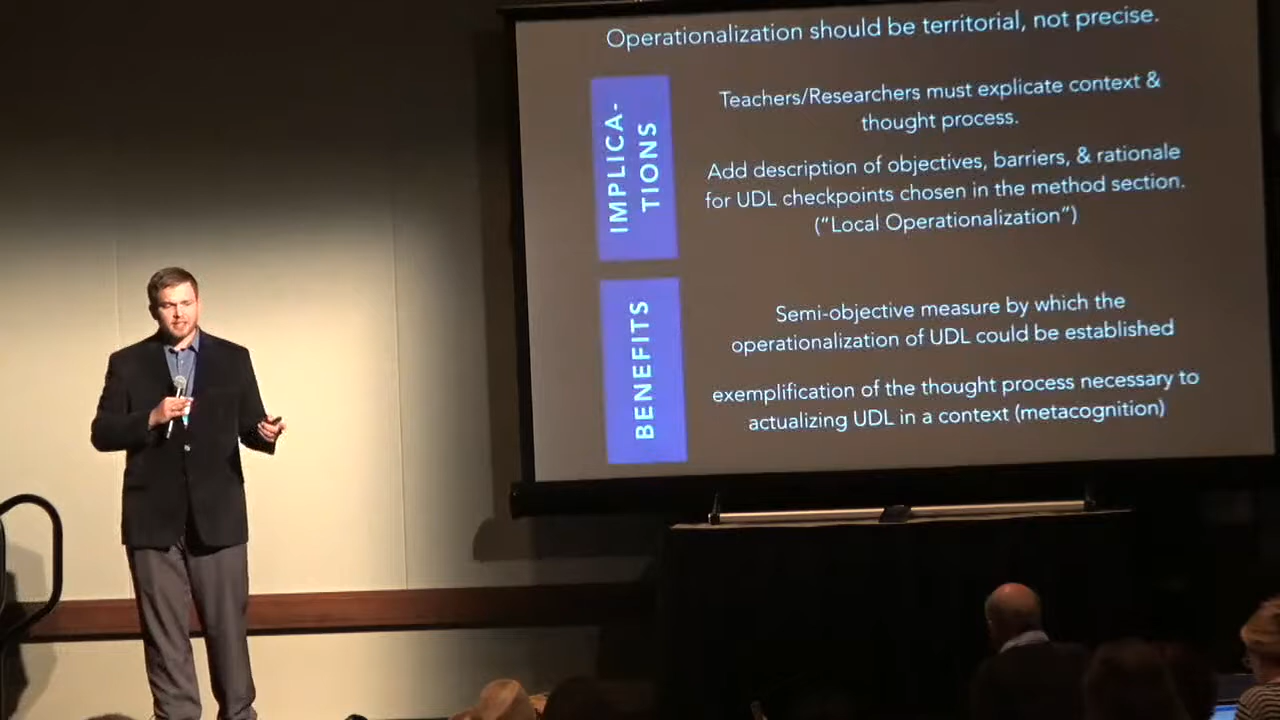 Operationalization should be territorial, not precise.
IMPLICA-
TIONS
Teachers/Researchers must explicate context &
thought process.
Add description of objectives, barriers, & rationale
for UDL checkpoints chosen in the method section.
("Local Operationalization")
BENEFITS
Semi-objective measure by which the
operationalization of UDL could be established
exemplification of the thought process necessary to
actualizing UDL in a context (metacognition)